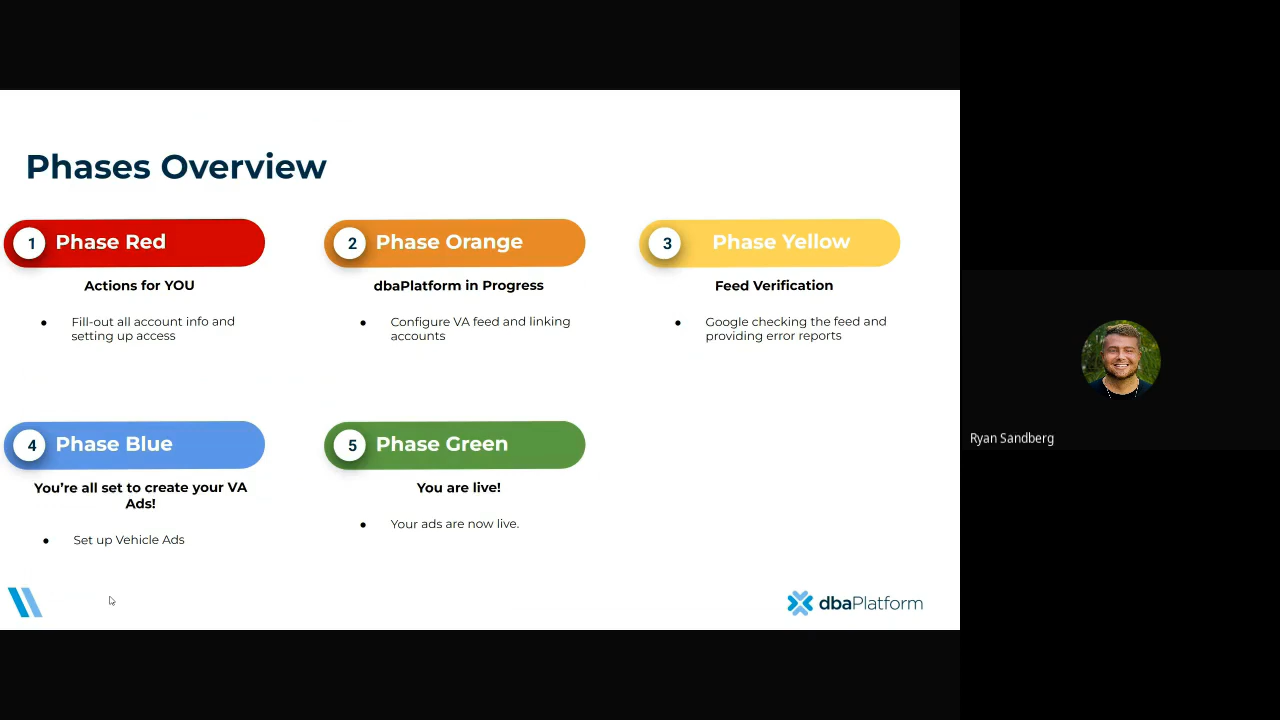 Phases Overview
1 Phase Red
Actions for YOU
● Fill-out all account info and
setting up access
2 Phase Orange
dbaPlatform in Progress
● Configure VA feed and linking
accounts
3 Phase Yellow
Feed Verification
● Google checking the feed and
providing error reports
4 Phase Blue
You're all set to create your VA
Ads!
● Set up Vehicle Ads
5 Phase Green
You are live!
● Your ads are now live.
dbaPlatform
Ryan Sandberg